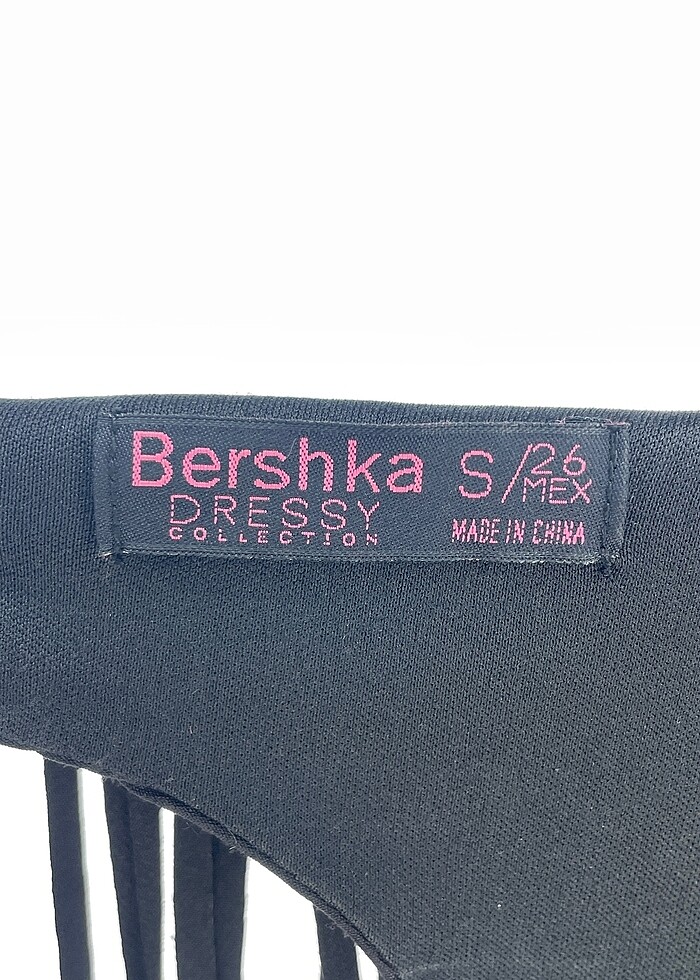 Bershka
DRESSY
COLLECTION
S/26
MEX
MADE IN CHINA